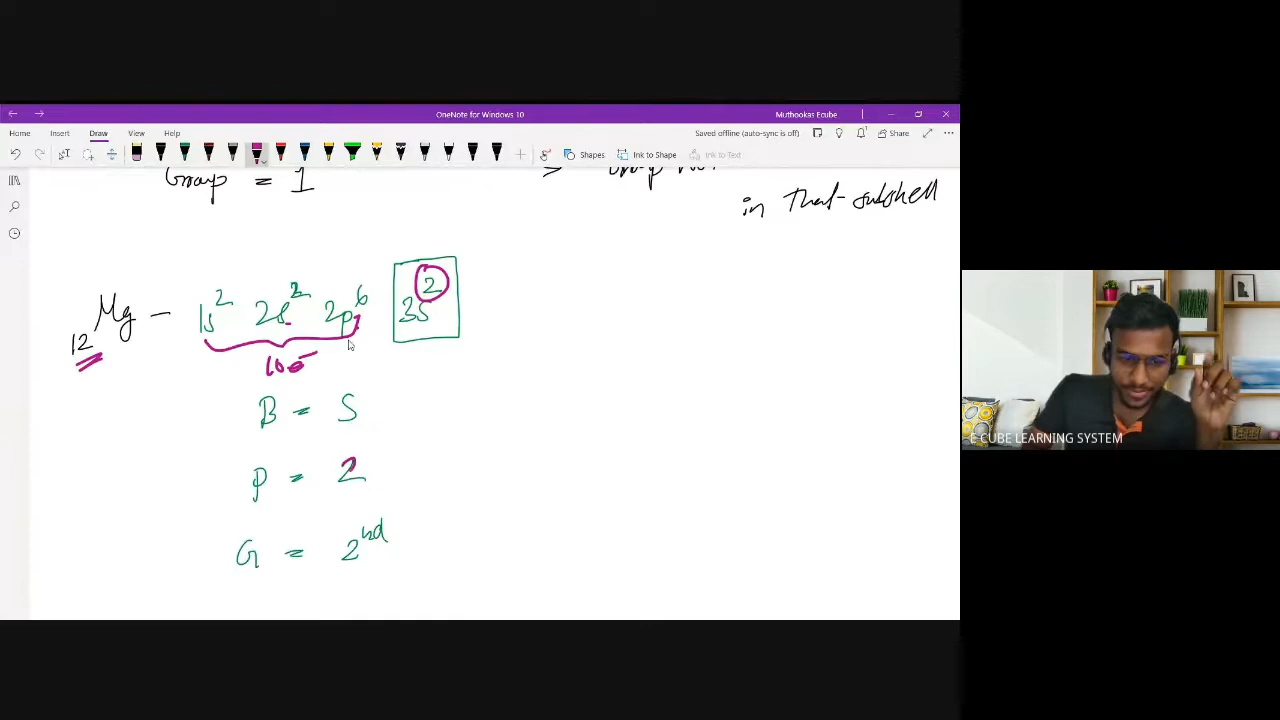 OneNote for Windows 10
Muthookas Ecube
Home Insert Draw View Help
Saved offline (auto-sync is off)
Share
Shapes
Ink to Shape
Ink to Text
Group = 1
in that subshell
12 Mg – 1s² 2s² 2p⁶ 3s²
B = S
P = 2
G = 2nd
E CUBE LEARNING SYSTEM